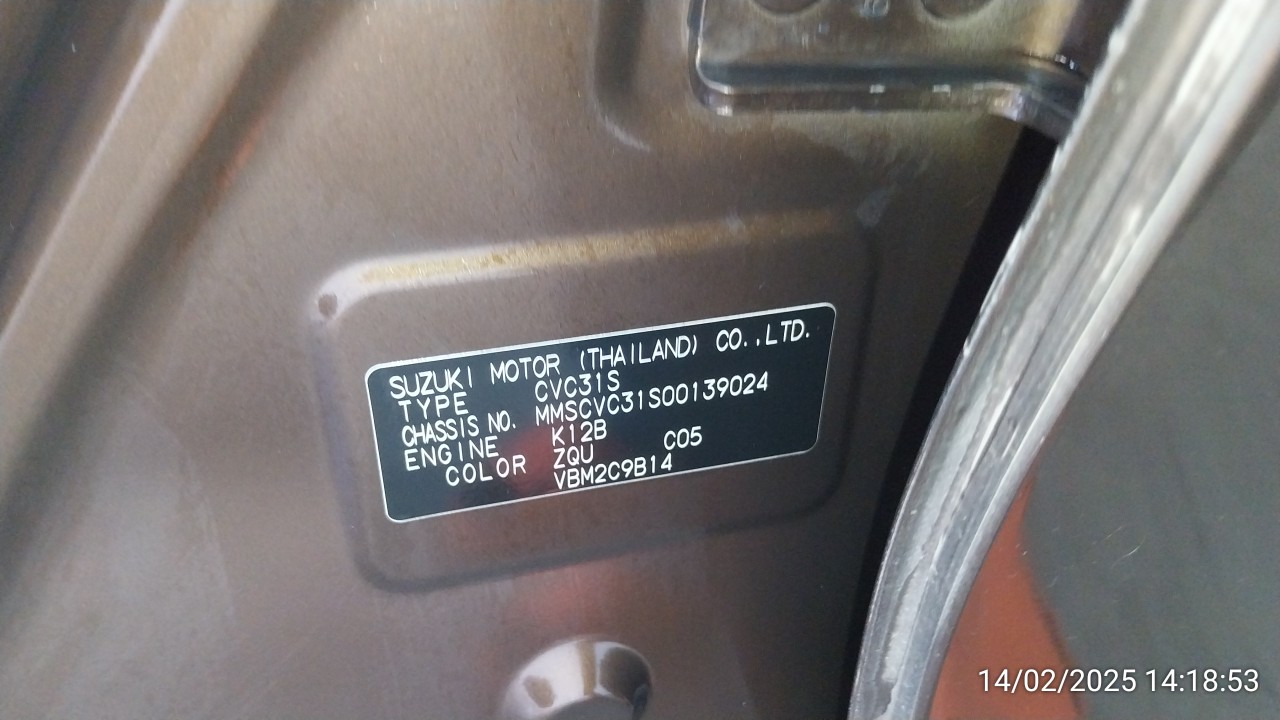 SUZUKI MOTOR (THAILAND) CO.,LTD.
TYPE CVC31S
CHASSIS NO. MMSCVC31S00139024
ENGINE K12B
COLOR ZQU C05
VBM2C9B14
14/02/2025 14:18:53